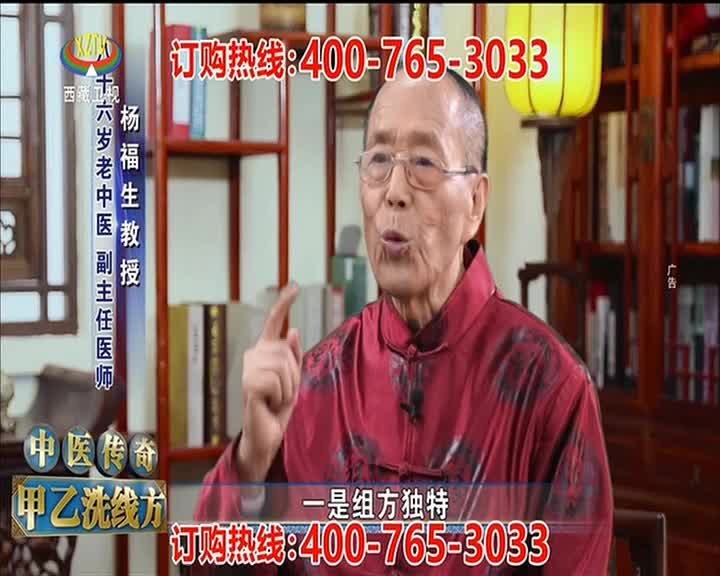 订购热线:400-765-3033
XZTV
西藏卫视
杨福生教授
十六岁老中医 副主任医师
广告
中医传奇
甲乙洗线方
一是组方独特
订购热线:400-765-3033